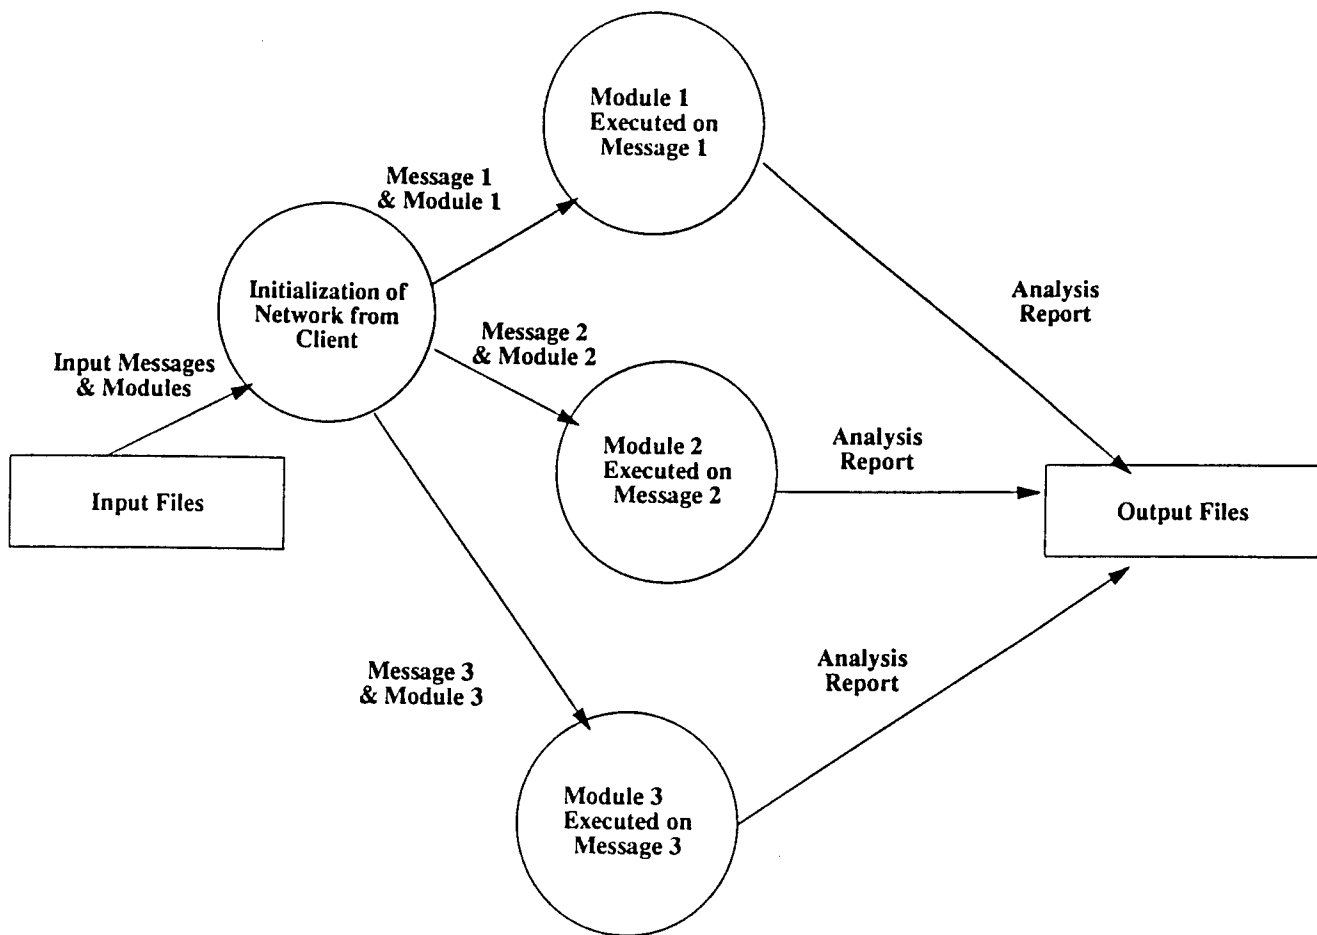 Module 1
Executed on
Message 1
Message 1
& Module 1
Initialization of
Network from
Client
Analysis
Report
Message 2
& Module 2
Input Messages
& Modules
Module 2
Executed on
Message 2
Analysis
Report
Input Files
Output Files
Message 3
& Module 3
Analysis
Report
Module 3
Executed on
Message 3